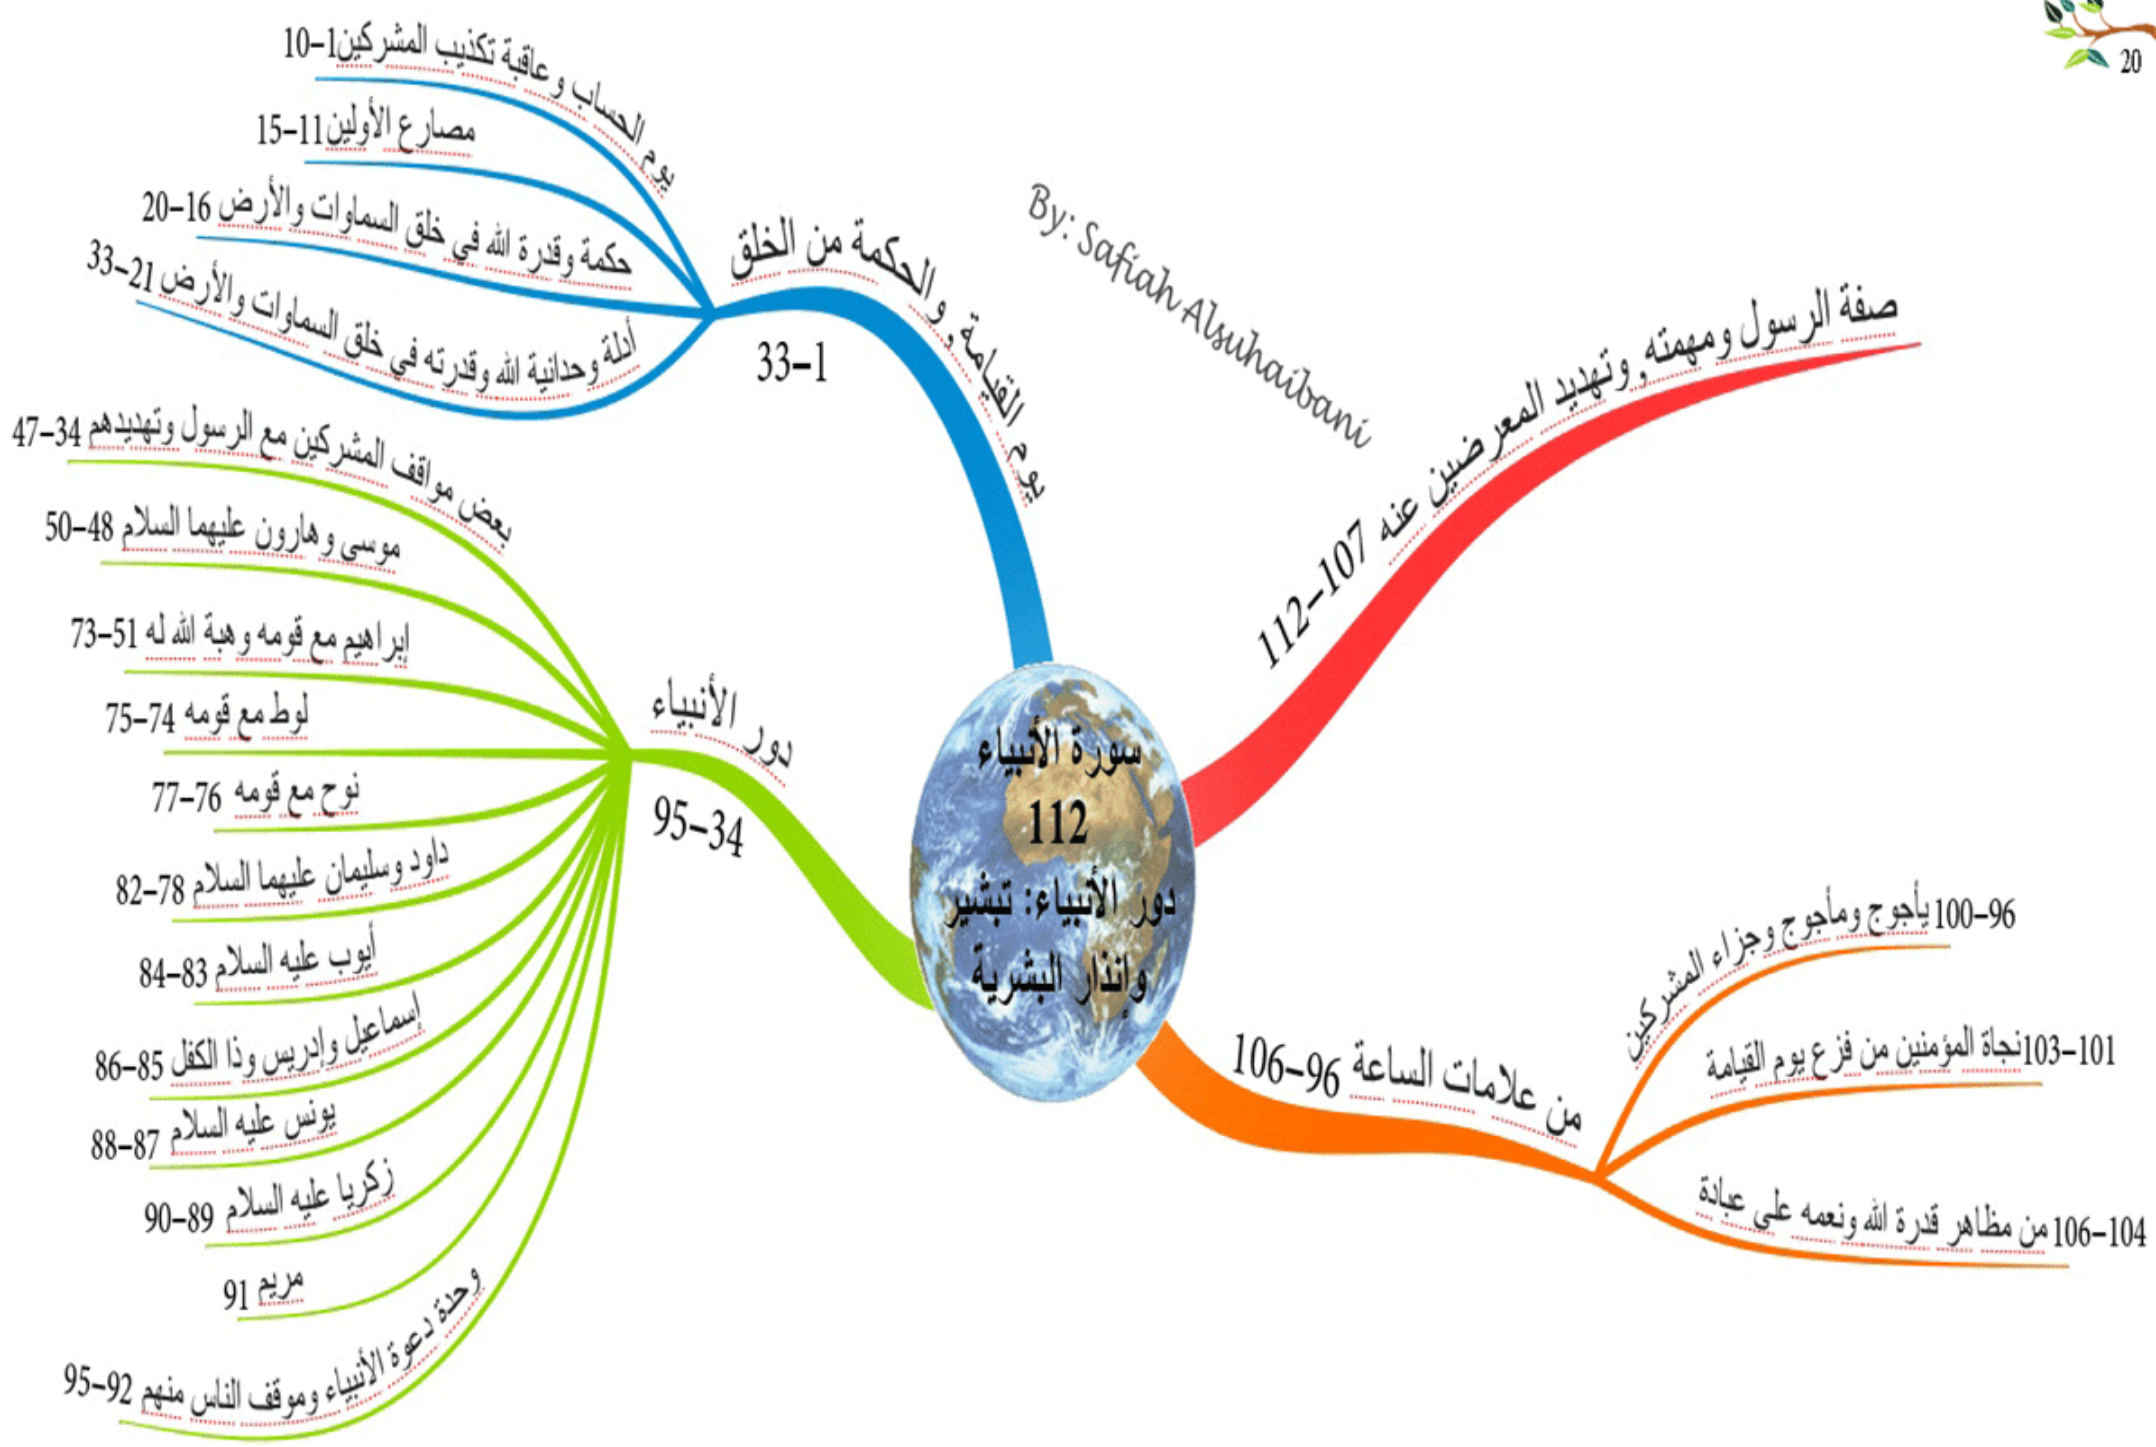 20
By: Safiah Alsuhaibani
سورة الأنبياء
112
دور الأنبياء: تبشير
وإنذار البشرية
صفة الرسول ومهمته, وتهديد المعرضين عنه 107–112
من علامات الساعة 96–106
96–100 يأجوج ومأجوج وجزاء المشركين
101–103 نجاة المؤمنين من فزع يوم القيامة
104–106 من مظاهر قدرة الله ونعمه على عبادة
يوم القيامة, والحكمة من الخلق
1–33
يوم الحساب وعاقبة تكذيب المشركين 1–10
مصارع الأولين 11–15
حكمة وقدرة الله في خلق السماوات والأرض 16–20
أدلة وحدانية الله وقدرته في خلق السماوات والأرض 21–33
دور الأنبياء
34–95
بعض مواقف المشركين مع الرسول وتهديدهم 34–47
موسى وهارون عليهما السلام 48–50
إبراهيم مع قومه وهبة الله له 51–73
لوط مع قومه 74–75
نوح مع قومه 76–77
داود وسليمان عليهما السلام 78–82
أيوب عليه السلام 83–84
إسماعيل وإدريس وذا الكفل 85–86
يونس عليه السلام 87–88
زكريا عليه السلام 89–90
مريم 91
وحدة دعوة الأنبياء وموقف الناس منهم 92–95